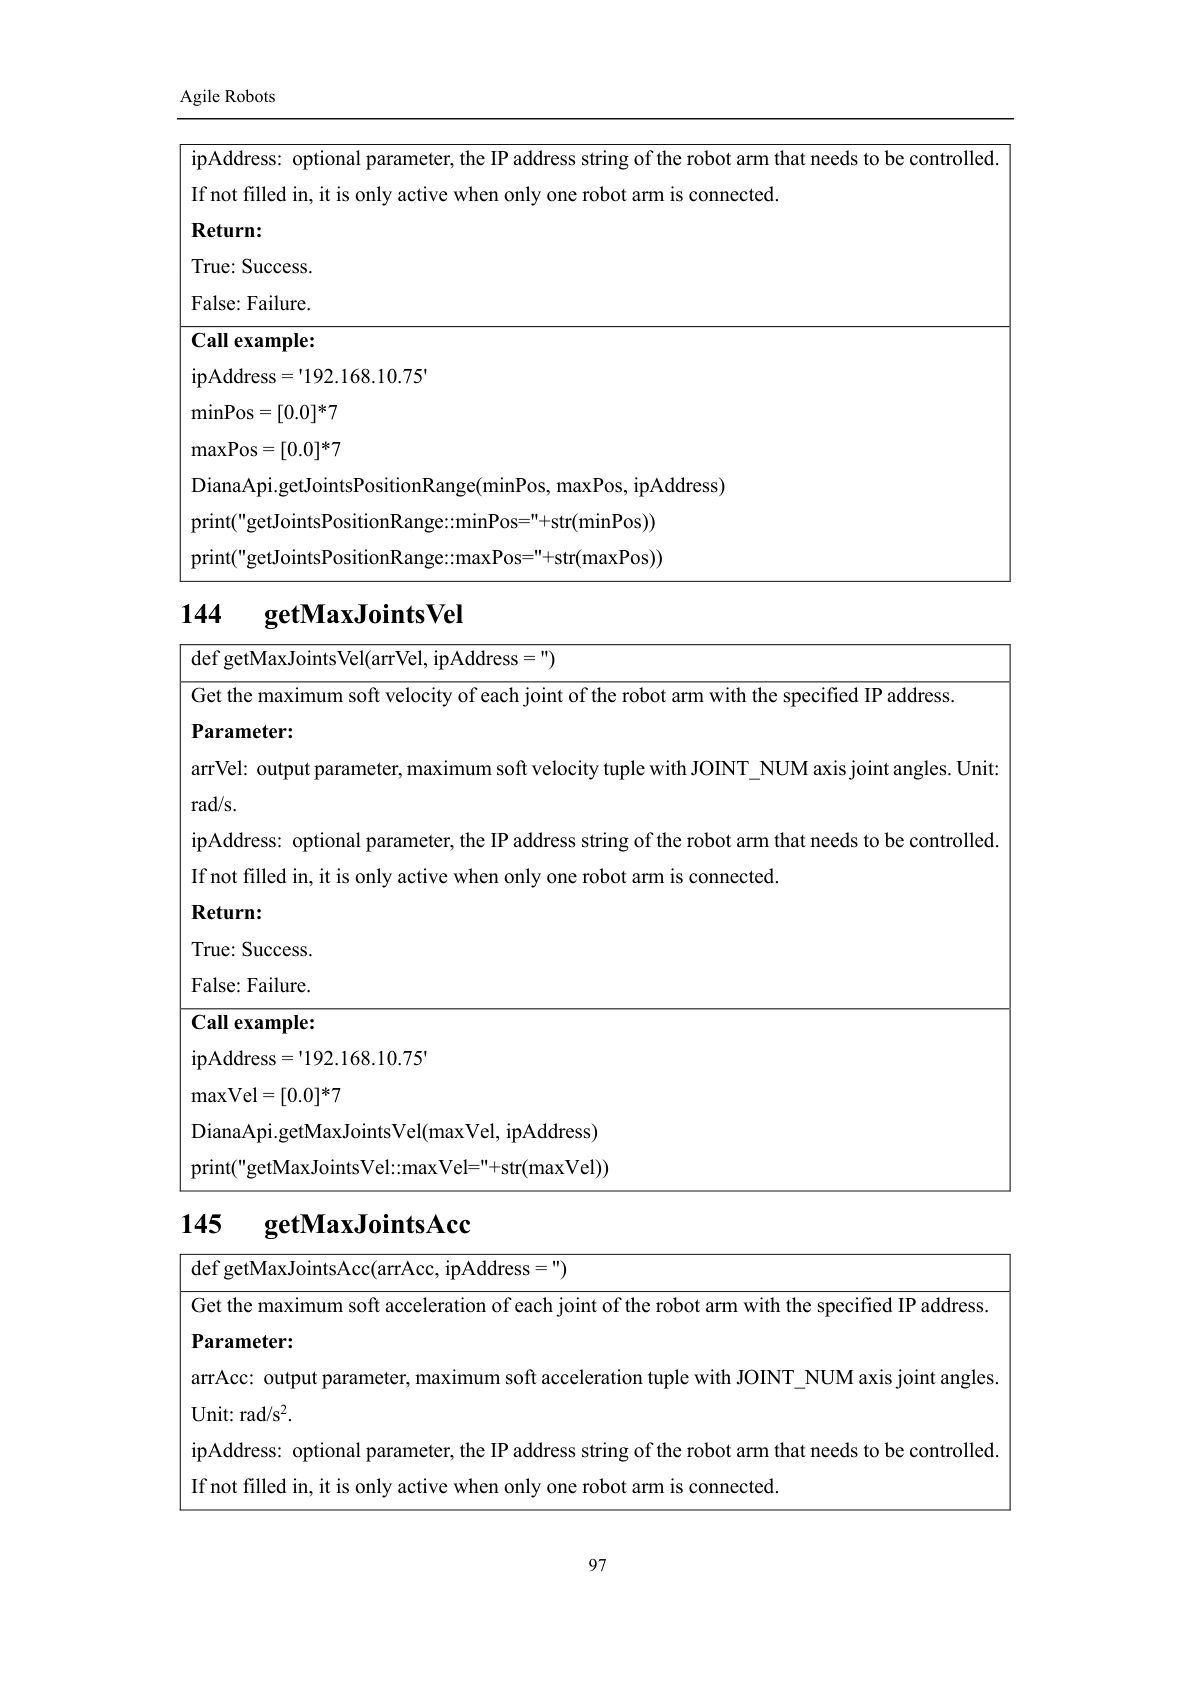 Agile Robots
ipAddress: optional parameter, the IP address string of the robot arm that needs to be controlled.
If not filled in, it is only active when only one robot arm is connected.
Return:
True: Success.
False: Failure.
Call example:
ipAddress = '192.168.10.75'
minPos = [0.0]*7
maxPos = [0.0]*7
DianaApi.getJointsPositionRange(minPos, maxPos, ipAddress)
print("getJointsPositionRange::minPos="+str(minPos))
print("getJointsPositionRange::maxPos="+str(maxPos))
144 getMaxJointsVel
def getMaxJointsVel(arrVel, ipAddress = '')
Get the maximum soft velocity of each joint of the robot arm with the specified IP address.
Parameter:
arrVel: output parameter, maximum soft velocity tuple with JOINT_NUM axis joint angles. Unit:
rad/s.
ipAddress: optional parameter, the IP address string of the robot arm that needs to be controlled.
If not filled in, it is only active when only one robot arm is connected.
Return:
True: Success.
False: Failure.
Call example:
ipAddress = '192.168.10.75'
maxVel = [0.0]*7
DianaApi.getMaxJointsVel(maxVel, ipAddress)
print("getMaxJointsVel::maxVel="+str(maxVel))
145 getMaxJointsAcc
def getMaxJointsAcc(arrAcc, ipAddress = '')
Get the maximum soft acceleration of each joint of the robot arm with the specified IP address.
Parameter:
arrAcc: output parameter, maximum soft acceleration tuple with JOINT_NUM axis joint angles.
Unit: rad/s².
ipAddress: optional parameter, the IP address string of the robot arm that needs to be controlled.
If not filled in, it is only active when only one robot arm is connected.
97